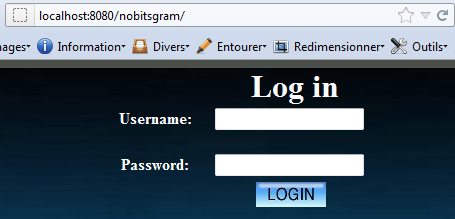 localhost:8080/nobitsgram/
nages▾ Information▾ Divers▾ Entourer▾ Redimensionner▾ Outils▾
Log in
Username:
Password:
LOGIN